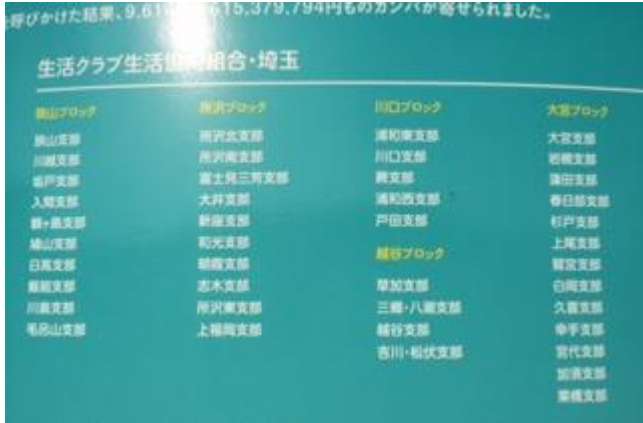 呼びかけた結果、9,61 615,379,794円ものカンパが寄せられました。
生活クラブ生活協同組合・埼玉
狭山ブロック
狭山支部
川越支部
坂戸支部
入間支部
鶴ヶ島支部
鳩山支部
日高支部
飯能支部
川島支部
毛呂山支部
所沢ブロック
所沢北支部
所沢南支部
富士見三芳支部
大井支部
新座支部
和光支部
朝霞支部
志木支部
所沢東支部
上福岡支部
川口ブロック
浦和東支部
川口支部
蕨支部
浦和西支部
戸田支部
越谷ブロック
草加支部
三郷・八潮支部
越谷支部
吉川・松伏支部
大宮ブロック
大宮支部
岩槻支部
蓮田支部
春日部支部
杉戸支部
上尾支部
鷲宮支部
白岡支部
久喜支部
幸手支部
宮代支部
加須支部
栗橋支部